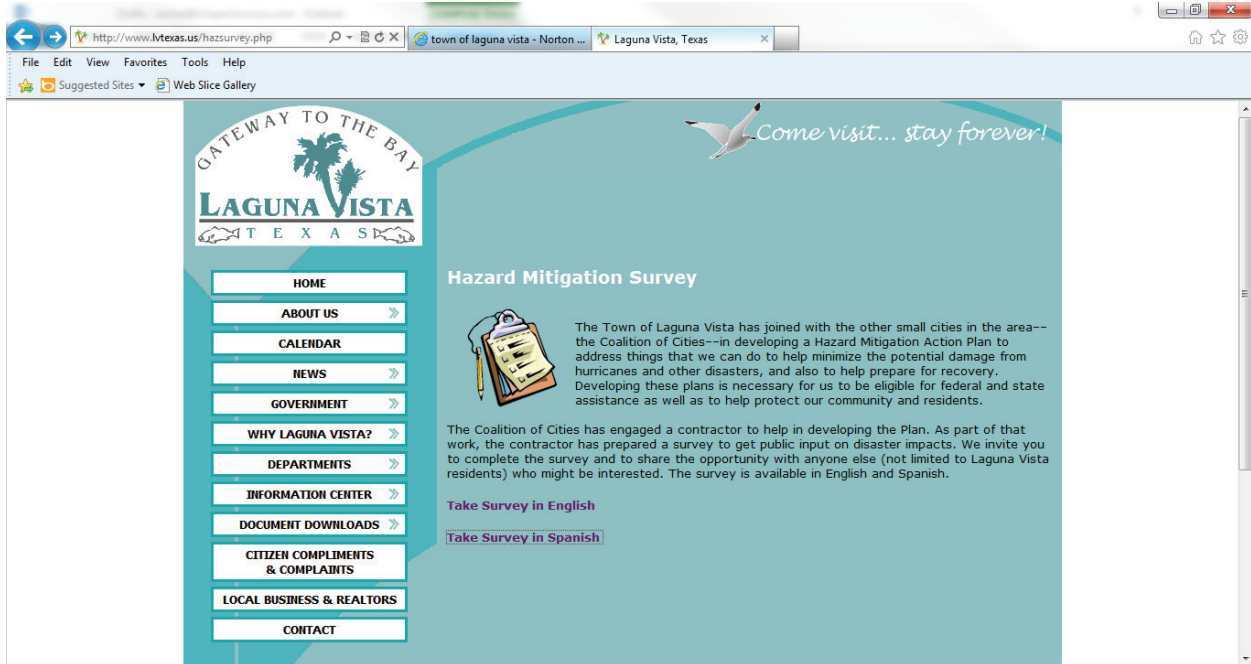 http://www.lvtexas.us/hazsurvey.php
town of laguna vista - Norton ...
Laguna Vista, Texas
File Edit View Favorites Tools Help
Suggested Sites
Web Slice Gallery
GATEWAY TO THE BAY
LAGUNA VISTA
TEXAS
Come visit... stay forever!
HOME
ABOUT US
CALENDAR
NEWS
GOVERNMENT
WHY LAGUNA VISTA?
DEPARTMENTS
INFORMATION CENTER
DOCUMENT DOWNLOADS
CITIZEN COMPLIMENTS
& COMPLAINTS
LOCAL BUSINESS & REALTORS
CONTACT
Hazard Mitigation Survey
The Town of Laguna Vista has joined with the other small cities in the area--
the Coalition of Cities--in developing a Hazard Mitigation Action Plan to
address things that we can do to help minimize the potential damage from
hurricanes and other disasters, and also to help prepare for recovery.
Developing these plans is necessary for us to be eligible for federal and state
assistance as well as to help protect our community and residents.
The Coalition of Cities has engaged a contractor to help in developing the Plan. As part of that
work, the contractor has prepared a survey to get public input on disaster impacts. We invite you
to complete the survey and to share the opportunity with anyone else (not limited to Laguna Vista
residents) who might be interested. The survey is available in English and Spanish.
Take Survey in English
Take Survey in Spanish